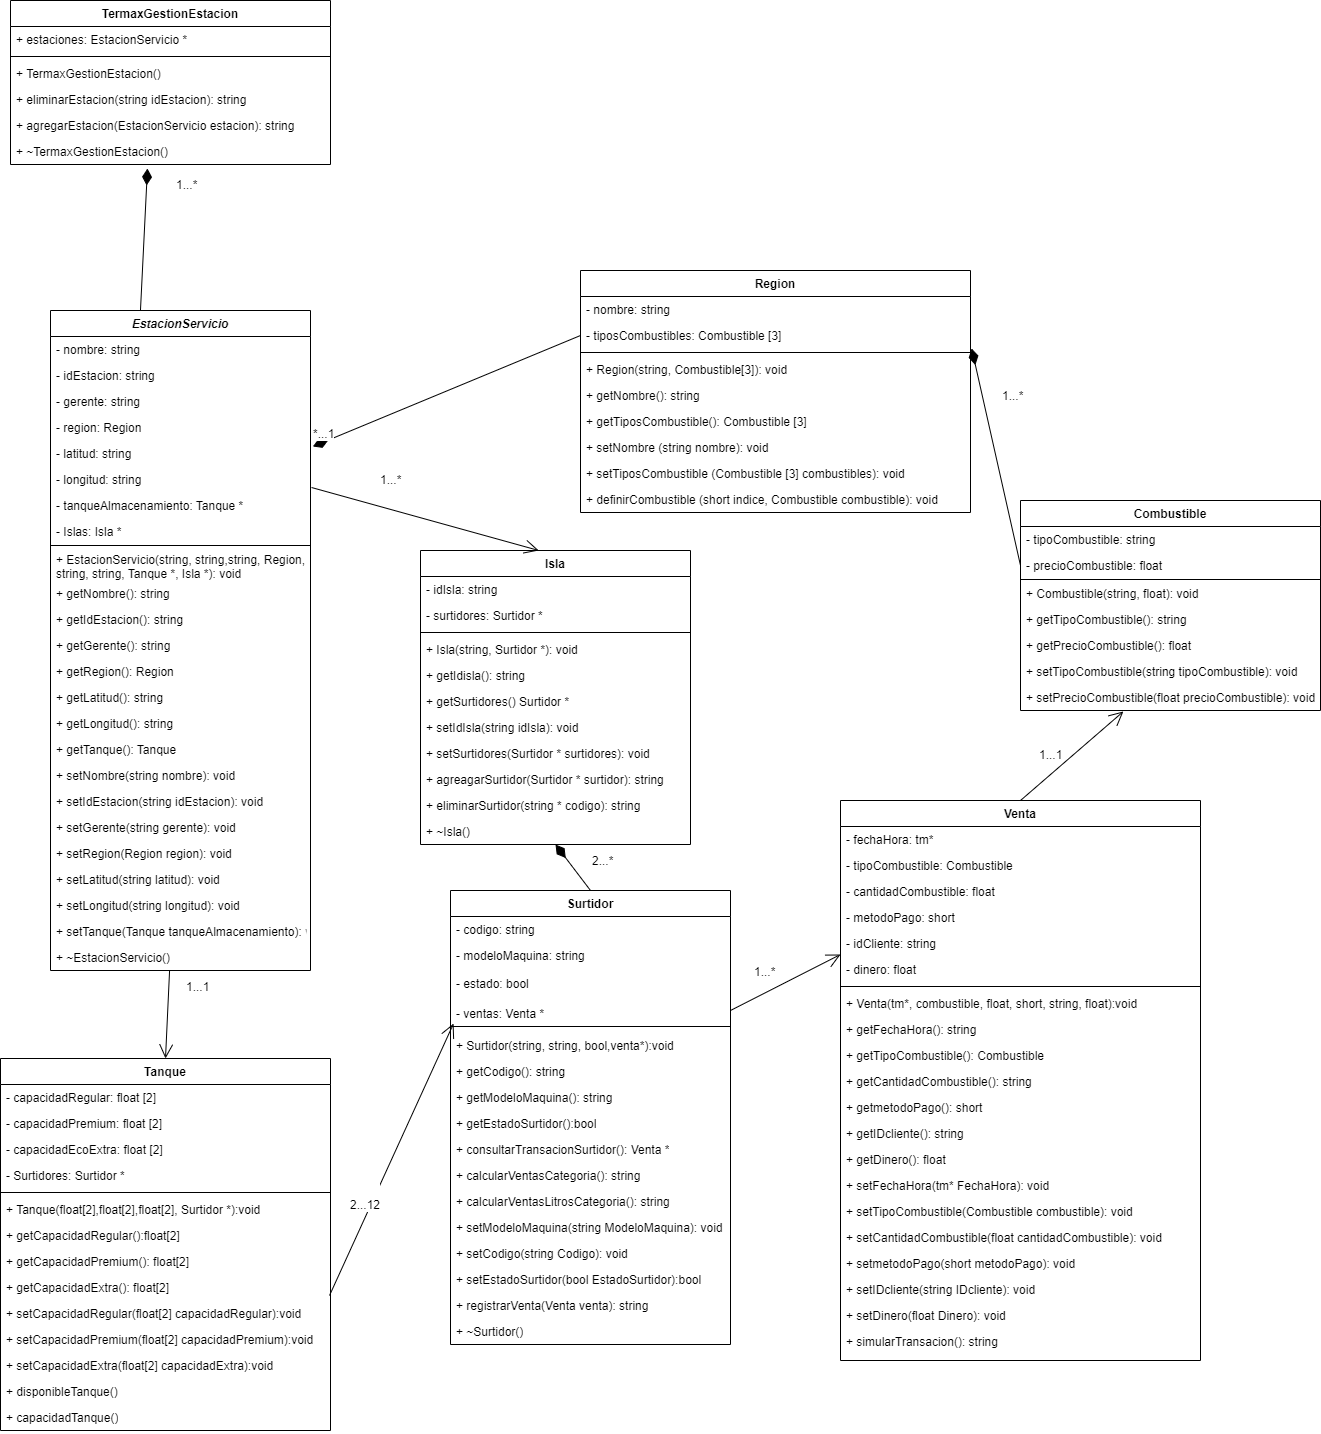 TermaxGestionEstacion
+ estaciones: EstacionServicio *
+ TermaxGestionEstacion()
+ eliminarEstacion(string idEstacion): string
+ agregarEstacion(EstacionServicio estacion): string
+ ~TermaxGestionEstacion()
1...*
EstacionServicio
- nombre: string
- idEstacion: string
- gerente: string
- region: Region
- latitud: string
- longitud: string
- tanqueAlmacenamiento: Tanque *
- Islas: Isla *
+ EstacionServicio(string, string,string, Region,
string, string, Tanque *, Isla *): void
+ getNombre(): string
+ getIdEstacion(): string
+ getGerente(): string
+ getRegion(): Region
+ getLatitud(): string
+ getLongitud(): string
+ getTanque(): Tanque
+ setNombre(string nombre): void
+ setIdEstacion(string idEstacion): void
+ setGerente(string gerente): void
+ setRegion(Region region): void
+ setLatitud(string latitud): void
+ setLongitud(string longitud): void
+ setTanque(Tanque tanqueAlmacenamiento):
+ ~EstacionServicio()
*...1
1...*
1...1
Region
- nombre: string
- tiposCombustibles: Combustible [3]
+ Region(string, Combustible[3]): void
+ getNombre(): string
+ getTiposCombustible(): Combustible [3]
+ setNombre (string nombre): void
+ setTiposCombustible (Combustible [3] combustibles): void
+ definirCombustible (short indice, Combustible combustible): void
1...*
Combustible
- tipoCombustible: string
- precioCombustible: float
+ Combustible(string, float): void
+ getTipoCombustible(): string
+ getPrecioCombustible(): float
+ setTipoCombustible(string tipoCombustible): void
+ setPrecioCombustible(float precioCombustible): void
1...1
Isla
- idIsla: string
- surtidores: Surtidor *
+ Isla(string, Surtidor *): void
+ getIdisla(): string
+ getSurtidores() Surtidor *
+ setIdIsla(string idIsla): void
+ setSurtidores(Surtidor * surtidores): void
+ agreagarSurtidor(Surtidor * surtidor): string
+ eliminarSurtidor(string * codigo): string
+ ~Isla()
2...*
Surtidor
- codigo: string
- modeloMaquina: string
- estado: bool
- ventas: Venta *
+ Surtidor(string, string, bool,venta*):void
+ getCodigo(): string
+ getModeloMaquina(): string
+ getEstadoSurtidor():bool
+ consultarTransacionSurtidor(): Venta *
+ calcularVentasCategoria(): string
+ calcularVentasLitrosCategoria(): string
+ setModeloMaquina(string ModeloMaquina): void
+ setCodigo(string Codigo): void
+ setEstadoSurtidor(bool EstadoSurtidor):bool
+ registrarVenta(Venta venta): string
+ ~Surtidor()
1...*
Venta
- fechaHora: tm*
- tipoCombustible: Combustible
- cantidadCombustible: float
- metodoPago: short
- idCliente: string
- dinero: float
+ Venta(tm*, combustible, float, short, string, float):void
+ getFechaHora(): string
+ getTipoCombustible(): Combustible
+ getCantidadCombustible(): string
+ getmetodoPago(): short
+ getIDcliente(): string
+ getDinero(): float
+ setFechaHora(tm* FechaHora): void
+ setTipoCombustible(Combustible combustible): void
+ setCantidadCombustible(float cantidadCombustible): void
+ setmetodoPago(short metodoPago): void
+ setIDcliente(string IDcliente): void
+ setDinero(float Dinero): void
+ simularTransacion(): string
Tanque
- capacidadRegular: float [2]
- capacidadPremium: float [2]
- capacidadEcoExtra: float [2]
- Surtidores: Surtidor *
+ Tanque(float[2],float[2],float[2], Surtidor *):void
+ getCapacidadRegular():float[2]
+ getCapacidadPremium(): float[2]
+ getCapacidadExtra(): float[2]
+ setCapacidadRegular(float[2] capacidadRegular):void
+ setCapacidadPremium(float[2] capacidadPremium):void
+ setCapacidadExtra(float[2] capacidadExtra):void
+ disponibleTanque()
+ capacidadTanque()
2...12